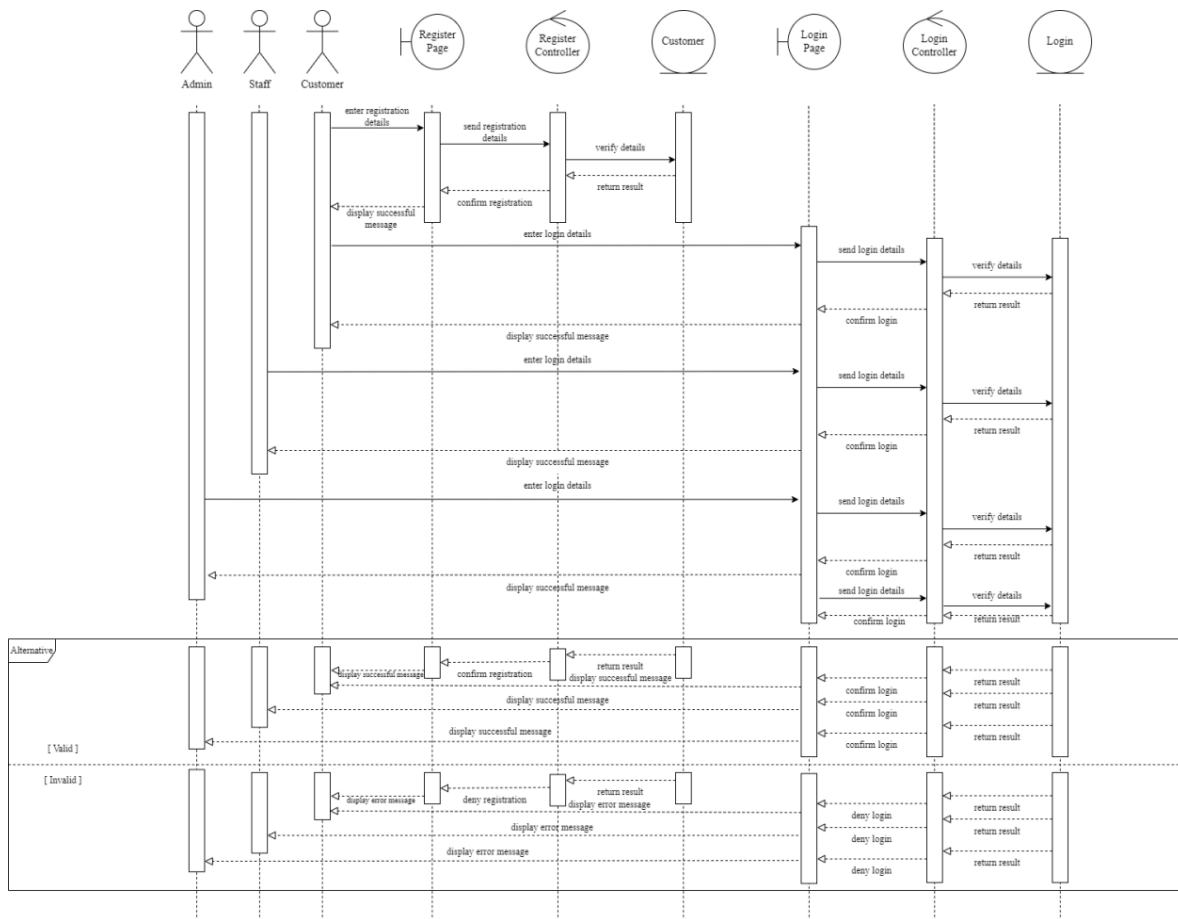 Register
Page
Register
Controller
Customer
Login
Page
Login
Controller
Login
Admin
Staff
Customer
enter registration
details
send registration
details
verify details
return result
confirm registration
display successful
message
enter login details
send login details
verify details
return result
confirm login
display successful message
enter login details
send login details
verify details
return result
confirm login
display successful message
enter login details
send login details
verify details
return result
confirm login
display successful message
send login details
verify details
return result
confirm login
Alternative
return result
confirm registration
display successful message
display successful message
return result
confirm login
display successful message
return result
confirm login
display successful message
return result
confirm login
[ Valid ]
[ Invalid ]
return result
deny registration
display error message
display error message
return result
deny login
display error message
return result
deny login
display error message
return result
deny login